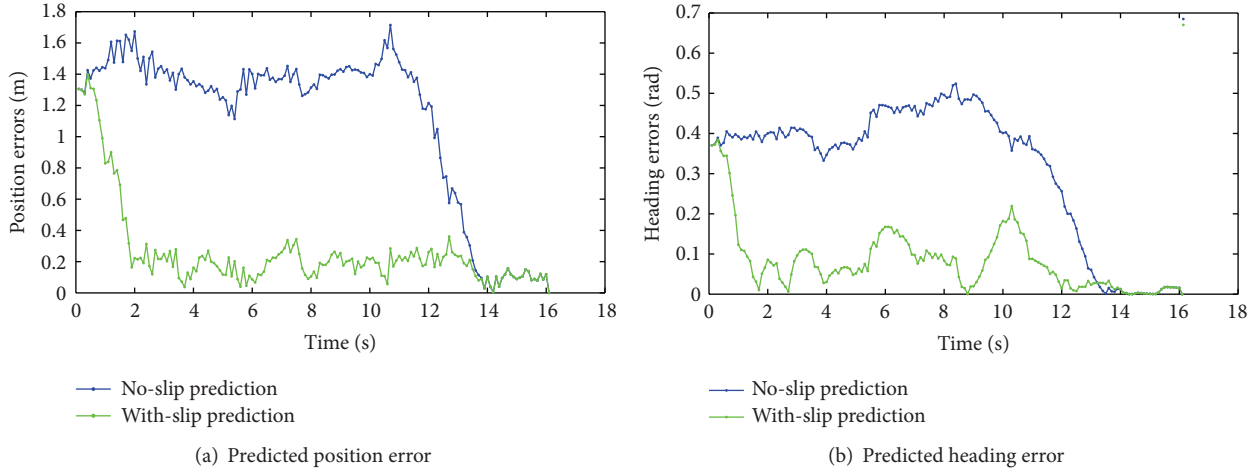 1.8
1.6
1.4
1.2
1
0.8
0.6
0.4
0.2
0
Position errors (m)
0 2 4 6 8 10 12 14 16 18
Time (s)
No-slip prediction
With-slip prediction
(a) Predicted position error
0.7
0.6
0.5
0.4
0.3
0.2
0.1
0
Heading errors (rad)
0 2 4 6 8 10 12 14 16 18
Time (s)
No-slip prediction
With-slip prediction
(b) Predicted heading error